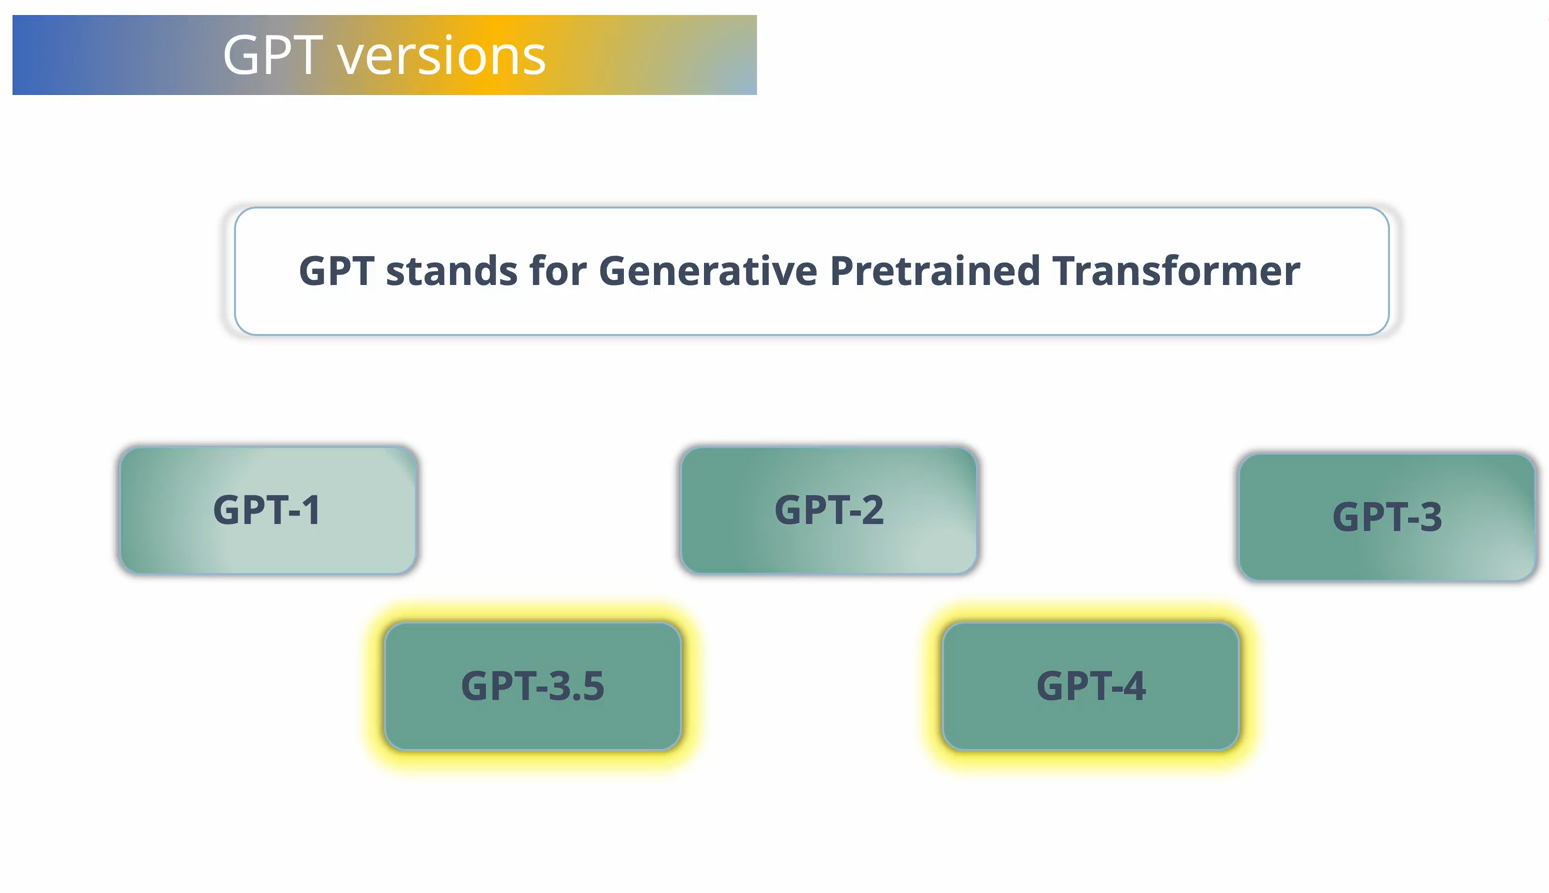 GPT versions
GPT stands for Generative Pretrained Transformer
GPT-1
GPT-2
GPT-3
GPT-3.5
GPT-4